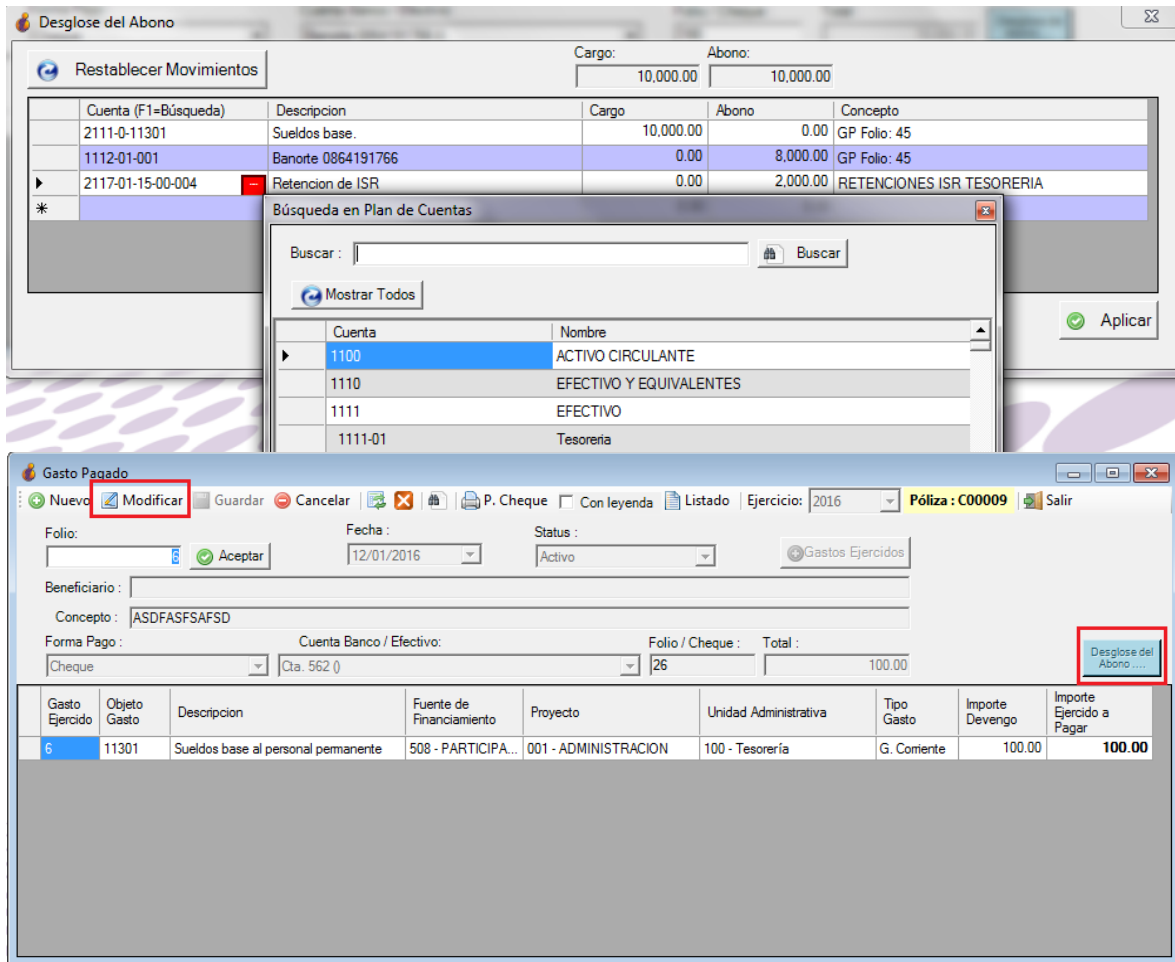 Desglose del Abono
Cargo: Abono:
Restablecer Movimientos 10,000.00 10,000.00
Cuenta (F1=Búsqueda) Descripcion Cargo Abono Concepto
2111-0-11301 Sueldos base. 10,000.00 0.00 GP Folio: 45
1112-01-001 Banorte 0864191766 0.00 8,000.00 GP Folio: 45
2117-01-15-00-004 ... Retencion de ISR 0.00 2,000.00 RETENCIONES ISR TESORERIA
Búsqueda en Plan de Cuentas
Buscar : Buscar
Mostrar Todos
Aplicar
Cuenta Nombre
1100 ACTIVO CIRCULANTE
1110 EFECTIVO Y EQUIVALENTES
1111 EFECTIVO
1111-01 Tesoreria
Gasto Pagado
Nuevo Modificar Guardar Cancelar P. Cheque Con leyenda Listado Ejercicio: 2016 Póliza : C00009 Salir
Folio: Fecha : Status :
6 Aceptar 12/01/2016 Activo Gastos Ejercidos
Beneficiario :
Concepto : ASDFASFSAFSD
Forma Pago : Cuenta Banco / Efectivo: Folio / Cheque : Total :
Cheque Cta. 562 () 26 100.00
Desglose del
Abono ....
Gasto Ejercido Objeto Gasto Descripcion Fuente de Financiamiento Proyecto Unidad Administrativa Tipo Gasto Importe Devengo Importe Ejercido a Pagar
6 11301 Sueldos base al personal permanente 508 - PARTICIPA... 001 - ADMINISTRACION 100 - Tesorería G. Corriente 100.00 100.00